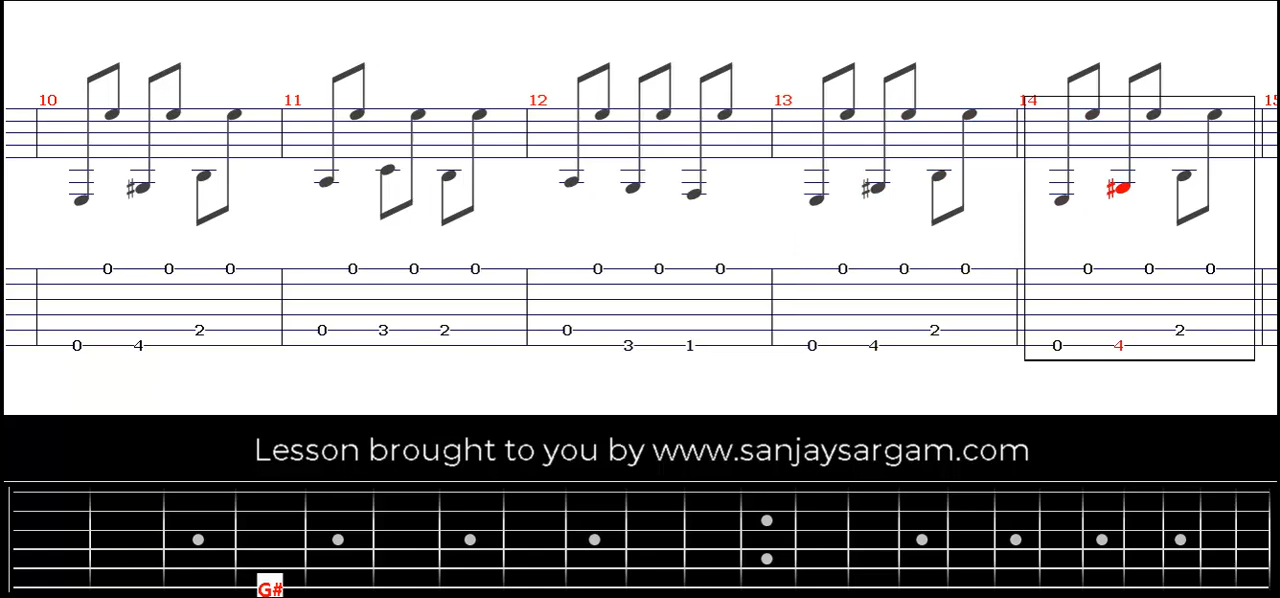 10 11 12 13 14
0 0 0 0 0 0 0 0 0 0 0 0 0 0 0
2 0 3 2 0 2 2
0 4 3 1 0 4 0 4
Lesson brought to you by www.sanjaysargam.com
G#